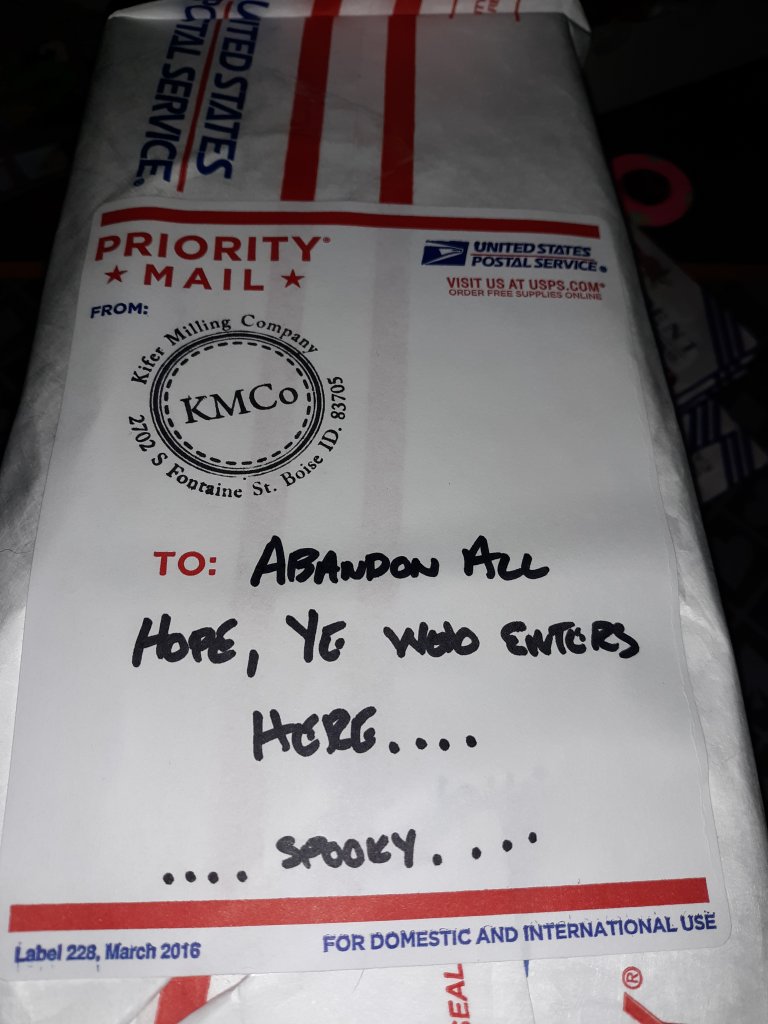 UNITED STATES
POSTAL SERVICE.
PRIORITY®
★ MAIL ★
UNITED STATES
POSTAL SERVICE®
VISIT US AT USPS.COM®
ORDER FREE SUPPLIES ONLINE
FROM:
Kifer Milling Company
KMCo
2702 S Fontaine St. Boise ID. 83705
TO: ABANDON ALL
HOPE, YE WHO ENTERS
HERE....
.... SPOOKY....
Label 228, March 2016
FOR DOMESTIC AND INTERNATIONAL USE